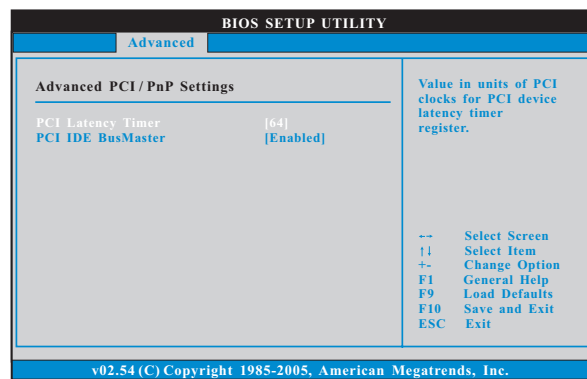 BIOS SETUP UTILITY
Advanced
Advanced PCI / PnP Settings
PCI Latency Timer [64]
PCI IDE BusMaster [Enabled]
Value in units of PCI
clocks for PCI device
latency timer
register.
←→ Select Screen
↑↓ Select Item
+- Change Option
F1 General Help
F9 Load Defaults
F10 Save and Exit
ESC Exit
v02.54 (C) Copyright 1985-2005, American Megatrends, Inc.